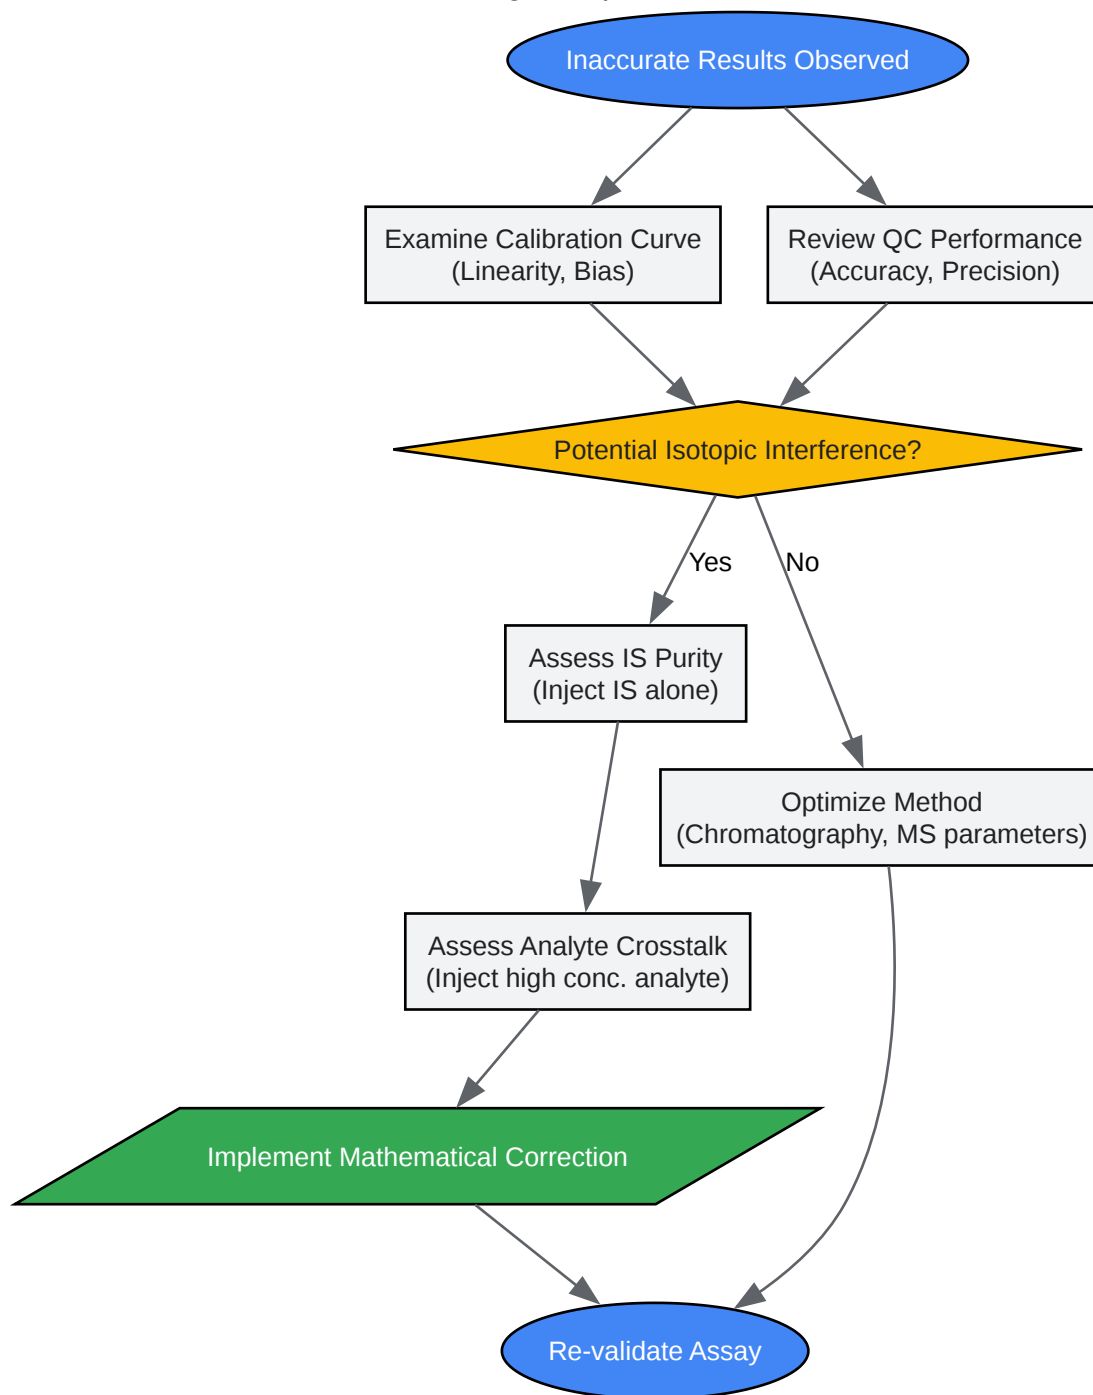 Inaccurate Results Observed
Examine Calibration Curve
(Linearity, Bias)
Review QC Performance
(Accuracy, Precision)
Potential Isotopic Interference?
Yes
No
Assess IS Purity
(Inject IS alone)
Optimize Method
(Chromatography, MS parameters)
Assess Analyte Crosstalk
(Inject high conc. analyte)
Implement Mathematical Correction
Re-validate Assay